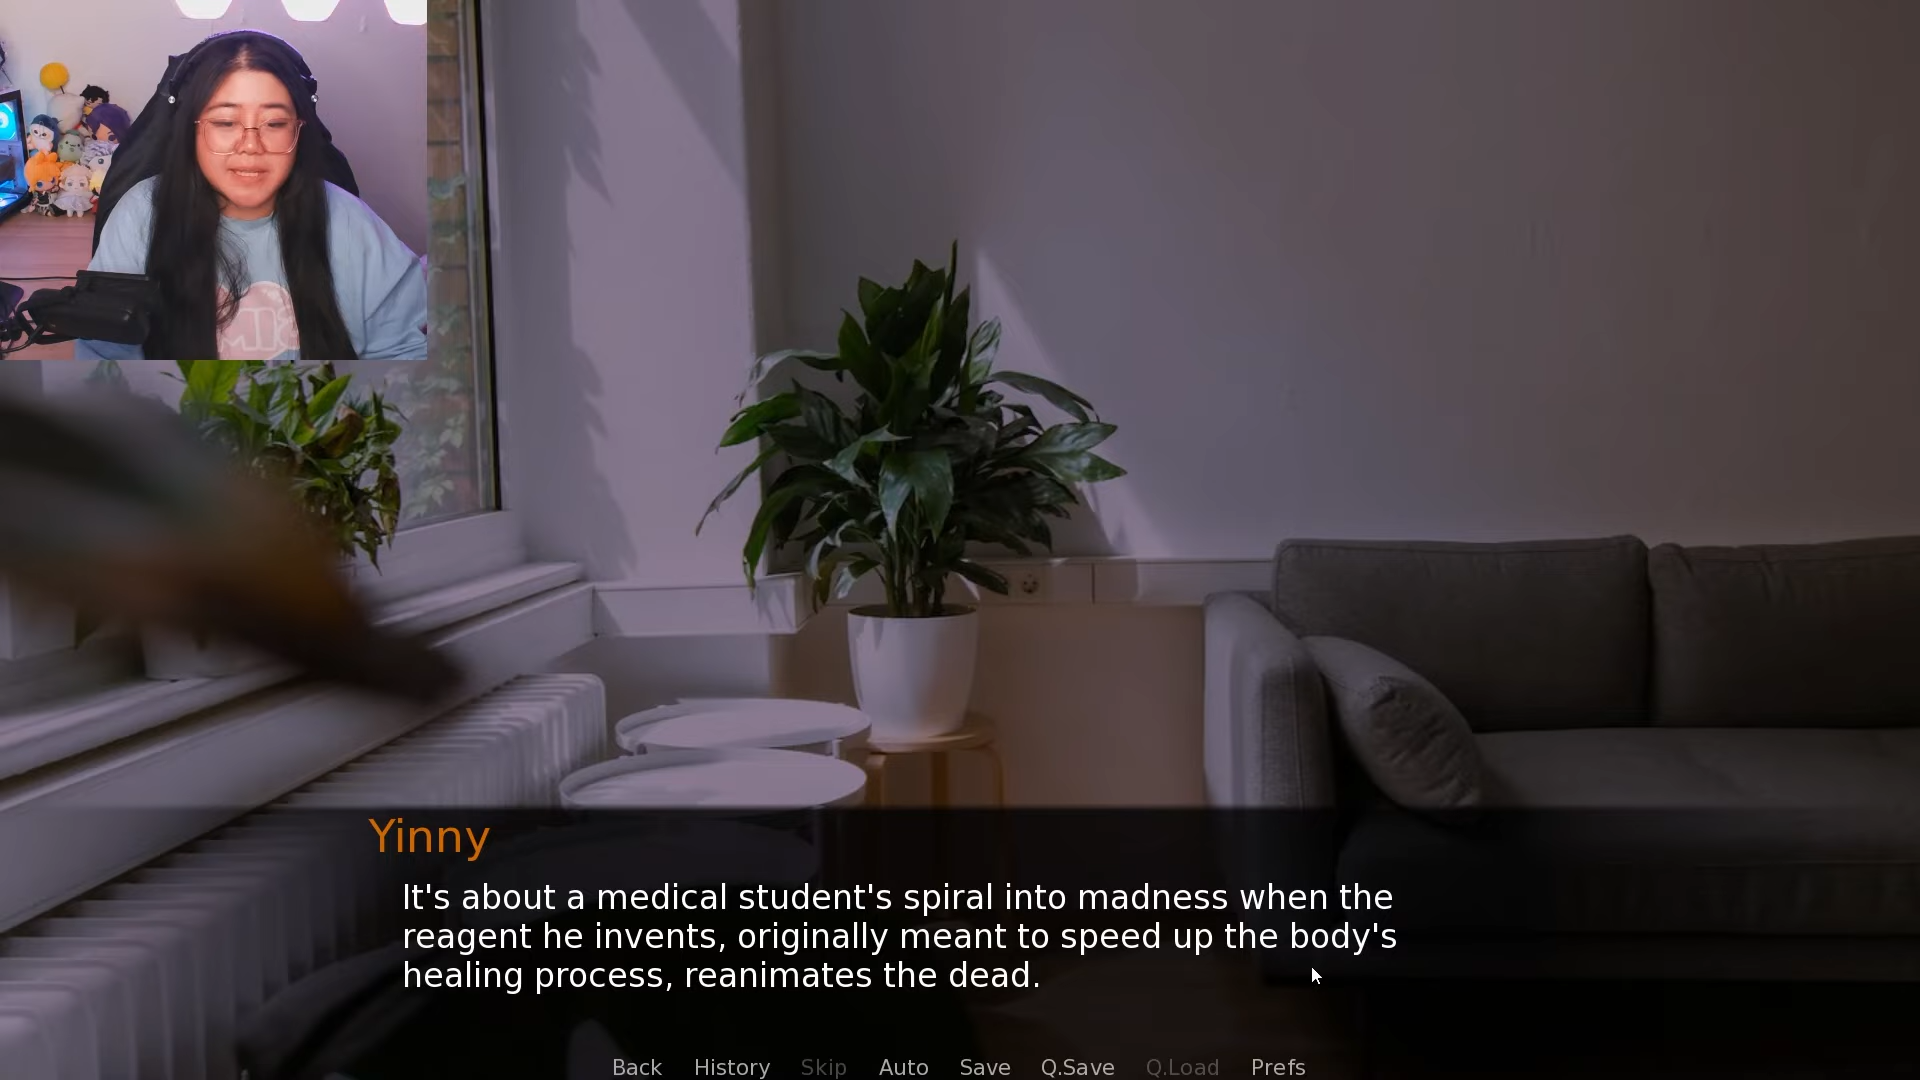 Yinny
It's about a medical student's spiral into madness when the
reagent he invents, originally meant to speed up the body's
healing process, reanimates the dead.
Back History Skip Auto Save Q.Save Q.Load Prefs